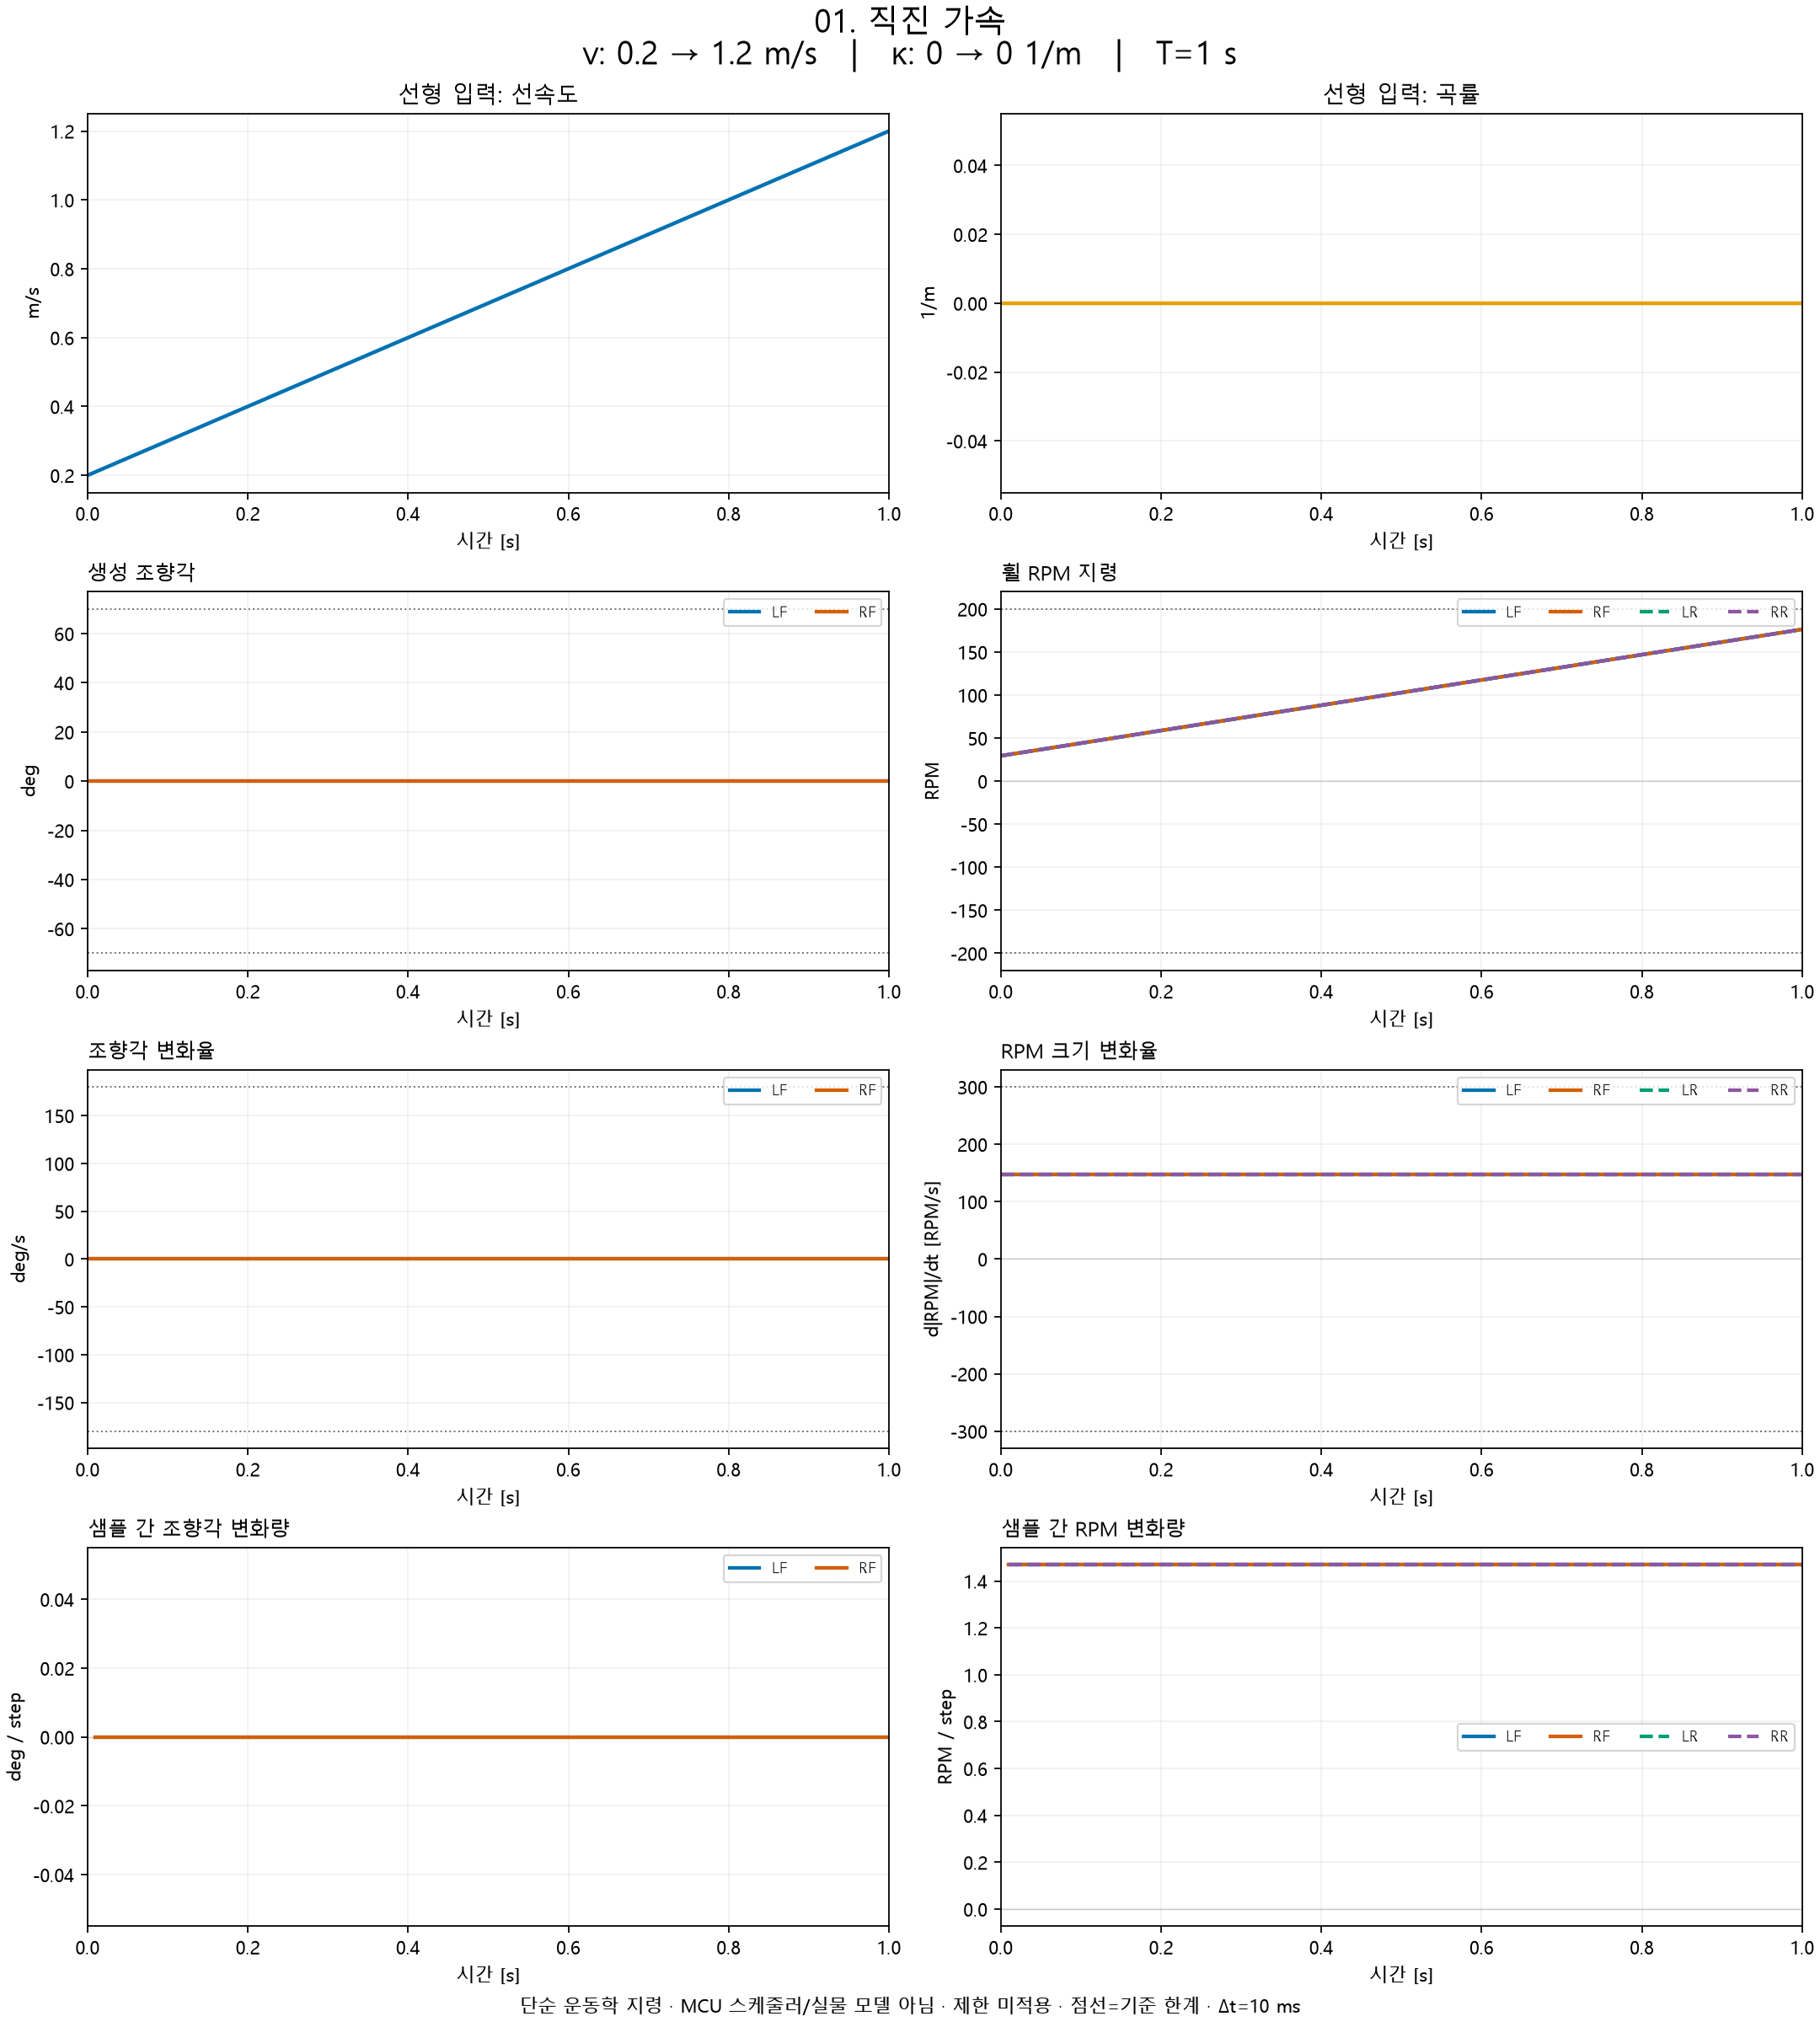 01. 직진 가속
v: 0.2 → 1.2 m/s | κ: 0 → 0 1/m | T=1 s
선형 입력: 선속도
1.2
1.0
0.8
0.6
0.4
0.2
m/s
0.0 0.2 0.4 0.6 0.8 1.0
시간 [s]
선형 입력: 곡률
0.04
0.02
0.00
-0.02
-0.04
1/m
0.0 0.2 0.4 0.6 0.8 1.0
시간 [s]
생성 조향각
LF RF
60
40
20
0
-20
-40
-60
deg
0.0 0.2 0.4 0.6 0.8 1.0
시간 [s]
휠 RPM 지령
LF RF LR RR
200
150
100
50
0
-50
-100
-150
-200
RPM
0.0 0.2 0.4 0.6 0.8 1.0
시간 [s]
조향각 변화율
LF RF
150
100
50
0
-50
-100
-150
deg/s
0.0 0.2 0.4 0.6 0.8 1.0
시간 [s]
RPM 크기 변화율
LF RF LR RR
300
200
100
0
-100
-200
-300
d|RPM|/dt [RPM/s]
0.0 0.2 0.4 0.6 0.8 1.0
시간 [s]
샘플 간 조향각 변화량
LF RF
0.04
0.02
0.00
-0.02
-0.04
deg / step
0.0 0.2 0.4 0.6 0.8 1.0
시간 [s]
샘플 간 RPM 변화량
1.4
1.2
1.0
0.8
0.6
0.4
0.2
0.0
RPM / step
LF RF LR RR
0.0 0.2 0.4 0.6 0.8 1.0
시간 [s]
단순 운동학 지령 · MCU 스케줄러/실물 모델 아님 · 제한 미적용 · 점선=기준 한계 · Δt=10 ms